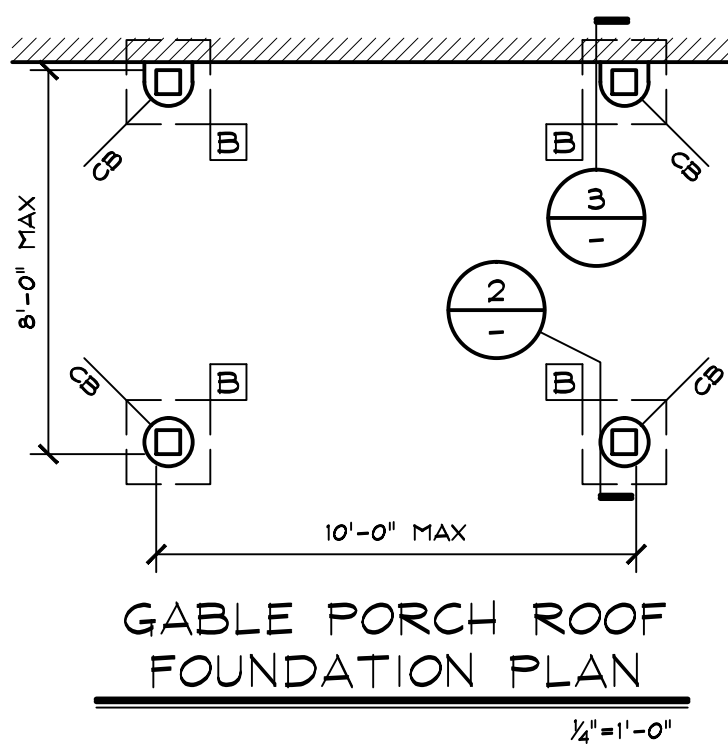 B
B
CB
CB
3
-
8'-0" MAX
2
-
CB
B
B
CB
10'-0" MAX
GABLE PORCH ROOF
FOUNDATION PLAN
1/4"=1'-0"